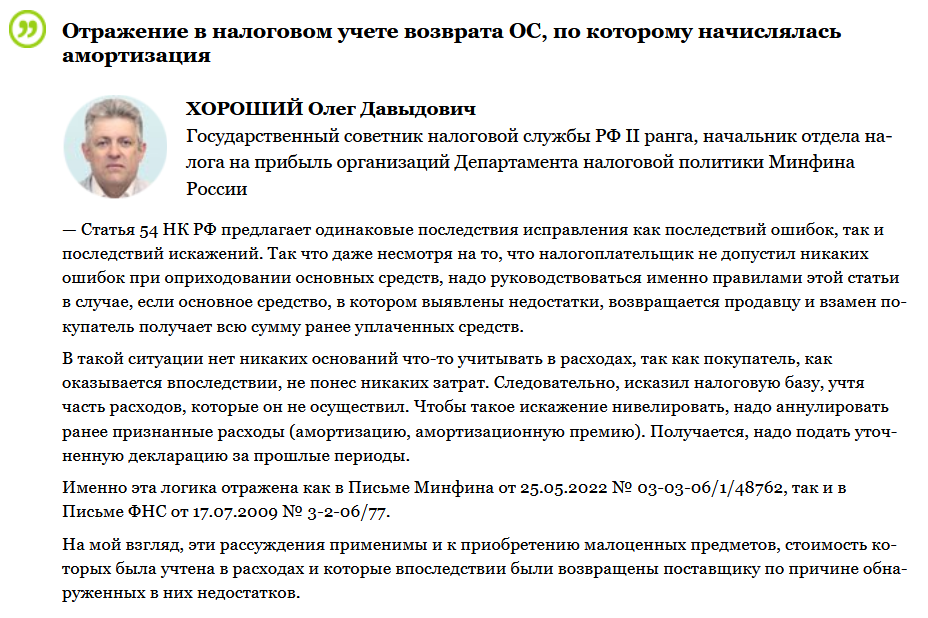 Отражение в налоговом учете возврата ОС, по которому начислялась
амортизация
ХОРОШИЙ Олег Давыдович
Государственный советник налоговой службы РФ II ранга, начальник отдела на-
лога на прибыль организаций Департамента налоговой политики Минфина
России
— Статья 54 НК РФ предлагает одинаковые последствия исправления как последствий ошибок, так и
последствий искажений. Так что даже несмотря на то, что налогоплательщик не допустил никаких
ошибок при оприходовании основных средств, надо руководствоваться именно правилами этой статьи
в случае, если основное средство, в котором выявлены недостатки, возвращается продавцу и взамен по-
купатель получает всю сумму ранее уплаченных средств.
В такой ситуации нет никаких оснований что-то учитывать в расходах, так как покупатель, как
оказывается впоследствии, не понес никаких затрат. Следовательно, исказил налоговую базу, учтя
часть расходов, которые он не осуществил. Чтобы такое искажение нивелировать, надо аннулировать
ранее признанные расходы (амортизацию, амортизационную премию). Получается, надо подать уточ-
ненную декларацию за прошлые периоды.
Именно эта логика отражена как в Письме Минфина от 25.05.2022 № 03-03-06/1/48762, так и в
Письме ФНС от 17.07.2009 № 3-2-06/77.
На мой взгляд, эти рассуждения применимы и к приобретению малоценных предметов, стоимость ко-
торых была учтена в расходах и которые впоследствии были возвращены поставщику по причине обна-
руженных в них недостатков.